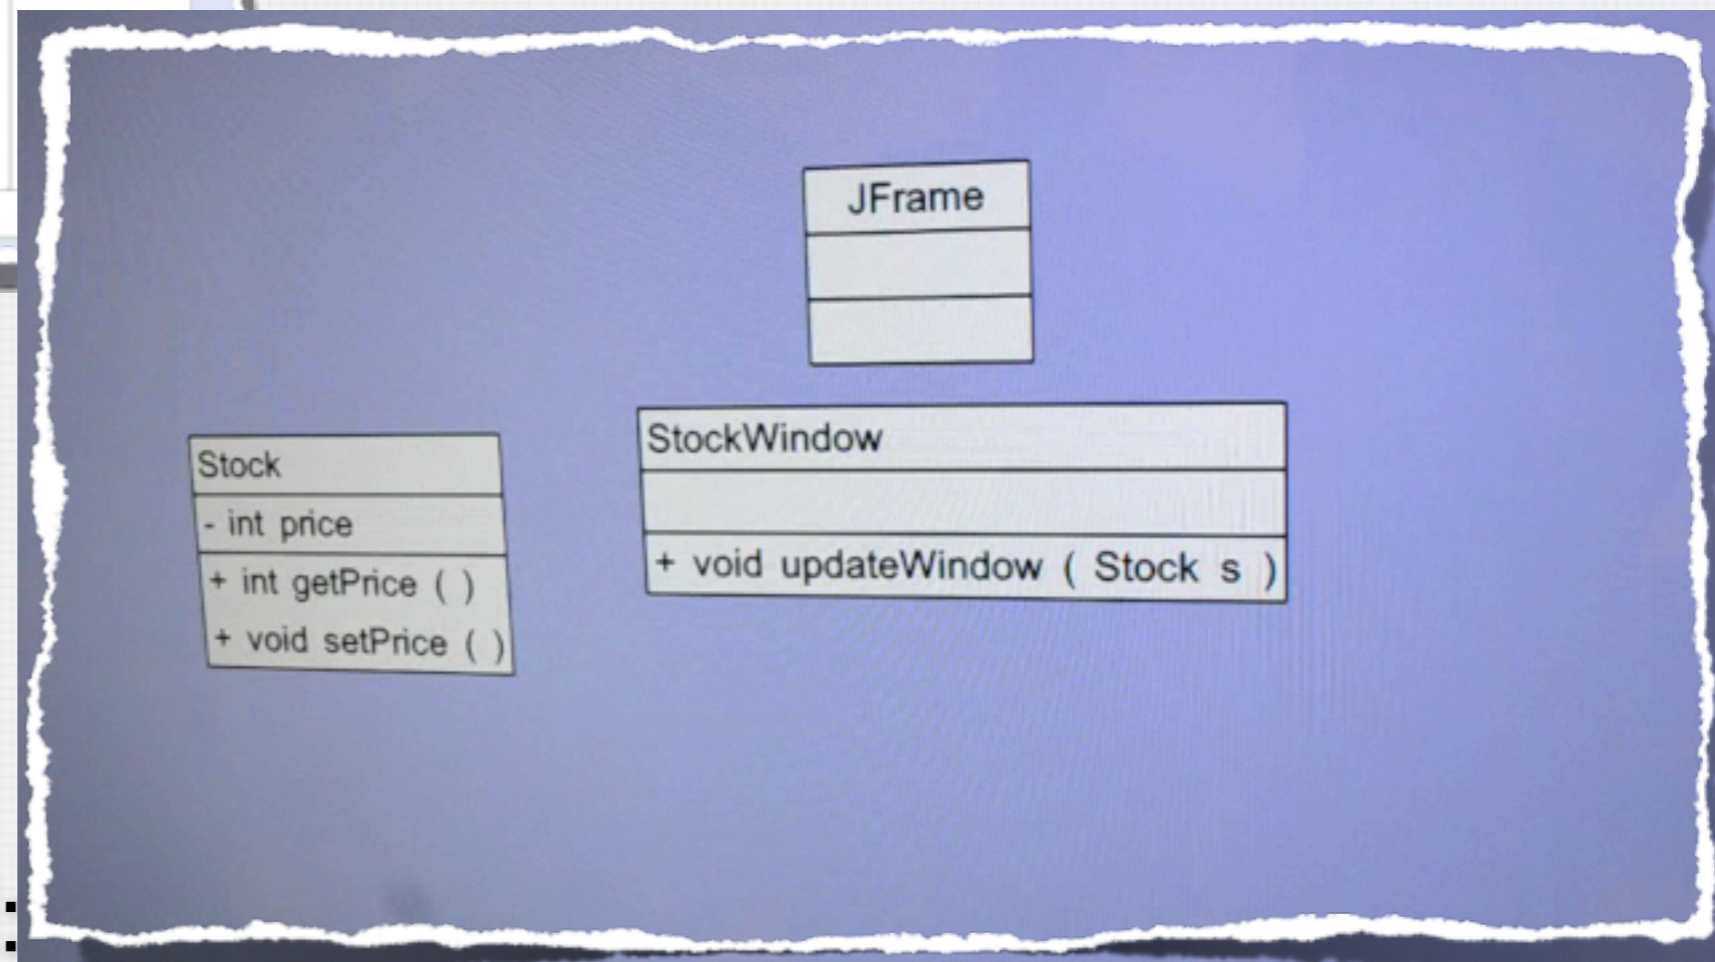 JFrame
StockWindow
+ void updateWindow ( Stock s )
Stock
- int price
+ int getPrice ( )
+ void setPrice ( )